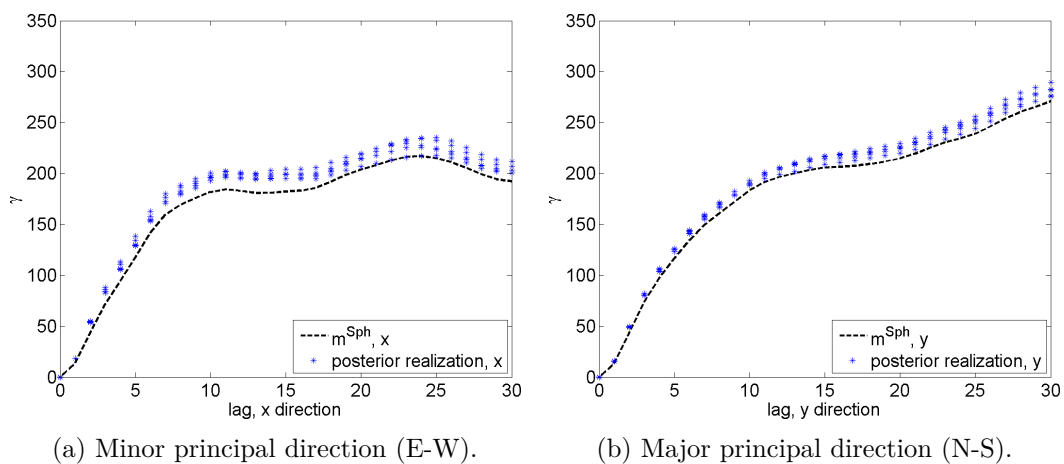 350
300
250
200
150
100
50
0
γ
0 5 10 15 20 25 30
lag, x direction
m^Sph, x
posterior realization, x
(a) Minor principal direction (E-W).
350
300
250
200
150
100
50
0
γ
0 5 10 15 20 25 30
lag, y direction
m^Sph, y
posterior realization, y
(b) Major principal direction (N-S).